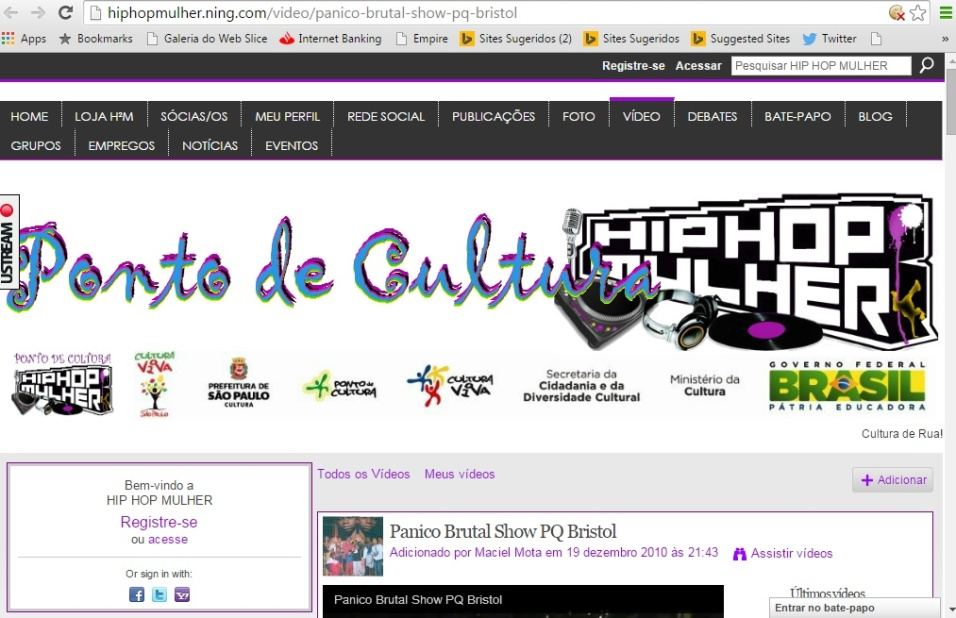 hiphopmulher.ning.com/video/panico-brutal-show-pq-bristol
Apps Bookmarks Galeria do Web Slice Internet Banking Empire Sites Sugeridos (2) Sites Sugeridos Suggested Sites Twitter »
Registre-se Acessar Pesquisar HIP HOP MULHER
HOME LOJA H²M SÓCIAS/OS MEU PERFIL REDE SOCIAL PUBLICAÇÕES FOTO VÍDEO DEBATES BATE-PAPO BLOG
GRUPOS EMPREGOS NOTÍCIAS EVENTOS
USTREAM
Ponto de Cultura
HIPHOP
MULHER
PONTO DE CULTURA
HIPHOP
MULHER
CULTURA
VIVA
São Paulo
PREFEITURA DE
SÃO PAULO
CULTURA
PONTO de
CULTURA
CULTURA
VIVA
Secretaria da
Cidadania e da
Diversidade Cultural
Ministério da
Cultura
GOVERNO FEDERAL
BRASIL
PÁTRIA EDUCADORA
Cultura de Rua!
Bem-vindo a
HIP HOP MULHER
Registre-se
ou acesse
Or sign in with:
Todos os Vídeos Meus vídeos
+ Adicionar
Panico Brutal Show PQ Bristol
Adicionado por Maciel Mota em 19 dezembro 2010 às 21:43 Assistir vídeos
Panico Brutal Show PQ Bristol
Últimos vídeos
Entrar no bate-papo